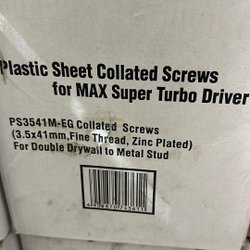 Plastic Sheet Collated Screws
for MAX Super Turbo Driver
PS3541M-EG Collated Screws
(3.5x41mm,Fine Thread, Zinc Plated)
For Double Drywall to Metal Stud